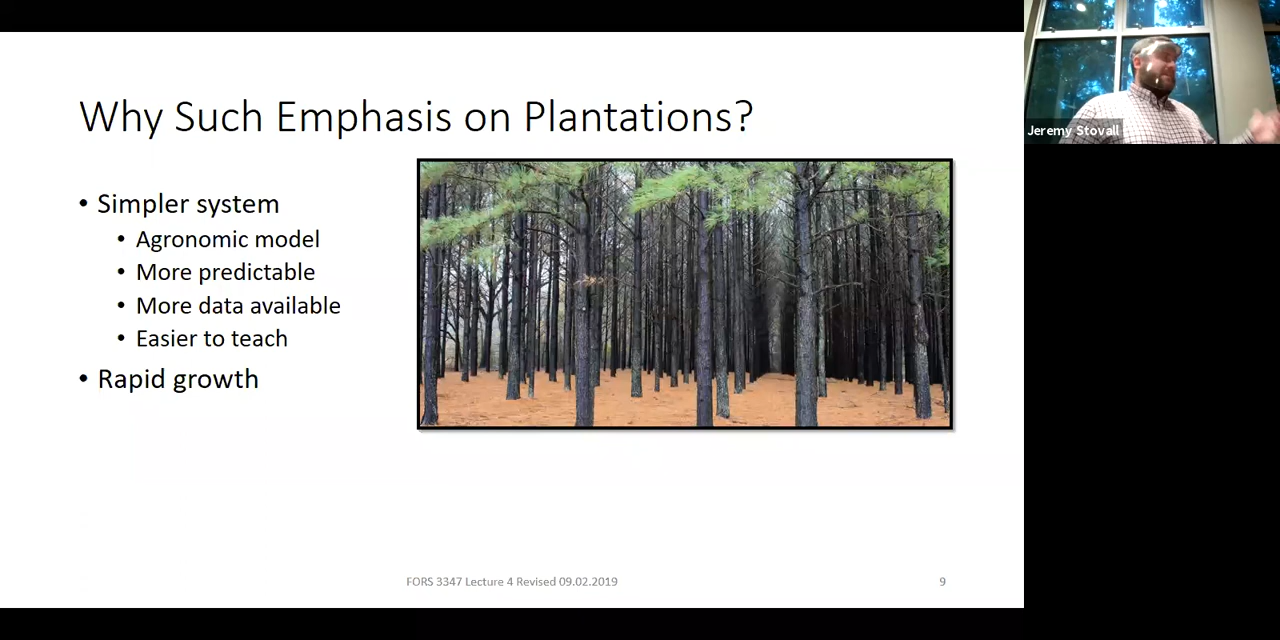 Why Such Emphasis on Plantations?
• Simpler system
• Agronomic model
• More predictable
• More data available
• Easier to teach
• Rapid growth
FORS 3347 Lecture 4 Revised 09.02.2019
9
Jeremy Stovall